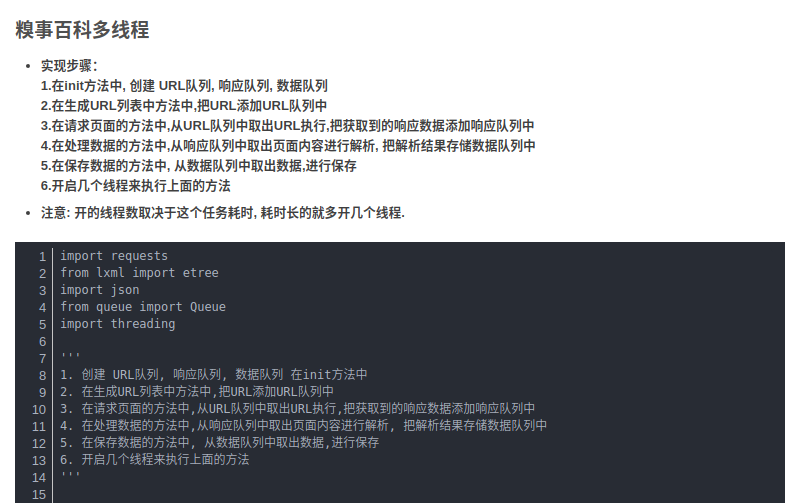 糗事百科多线程
• 实现步骤：
1.在init方法中, 创建 URL队列, 响应队列, 数据队列
2.在生成URL列表中方法中,把URL添加URL队列中
3.在请求页面的方法中,从URL队列中取出URL执行,把获取到的响应数据添加响应队列中
4.在处理数据的方法中,从响应队列中取出页面内容进行解析, 把解析结果存储数据队列中
5.在保存数据的方法中, 从数据队列中取出数据,进行保存
6.开启几个线程来执行上面的方法
• 注意: 开的线程数取决于这个任务耗时, 耗时长的就多开几个线程.
1 import requests
2 from lxml import etree
3 import json
4 from queue import Queue
5 import threading
6
7 '''
8 1. 创建 URL队列, 响应队列, 数据队列 在init方法中
9 2. 在生成URL列表中方法中,把URL添加URL队列中
10 3. 在请求页面的方法中,从URL队列中取出URL执行,把获取到的响应数据添加响应队列中
11 4. 在处理数据的方法中,从响应队列中取出页面内容进行解析, 把解析结果存储数据队列中
12 5. 在保存数据的方法中, 从数据队列中取出数据,进行保存
13 6. 开启几个线程来执行上面的方法
14 '''
15